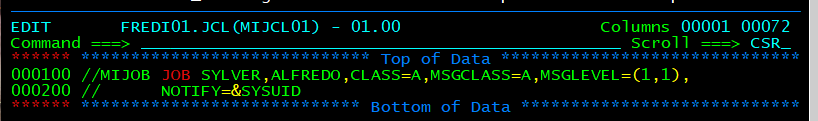 EDIT       FREDI01.JCL(MIJCL01) - 01.00                    Columns 00001 00072
Command ===> ________________________________________________ Scroll ===> CSR_
****** ***************************** Top of Data ******************************
000100 //MIJOB JOB SYLVER,ALFREDO,CLASS=A,MSGCLASS=A,MSGLEVEL=(1,1),
000200 //      NOTIFY=&SYSUID
****** **************************** Bottom of Data ****************************